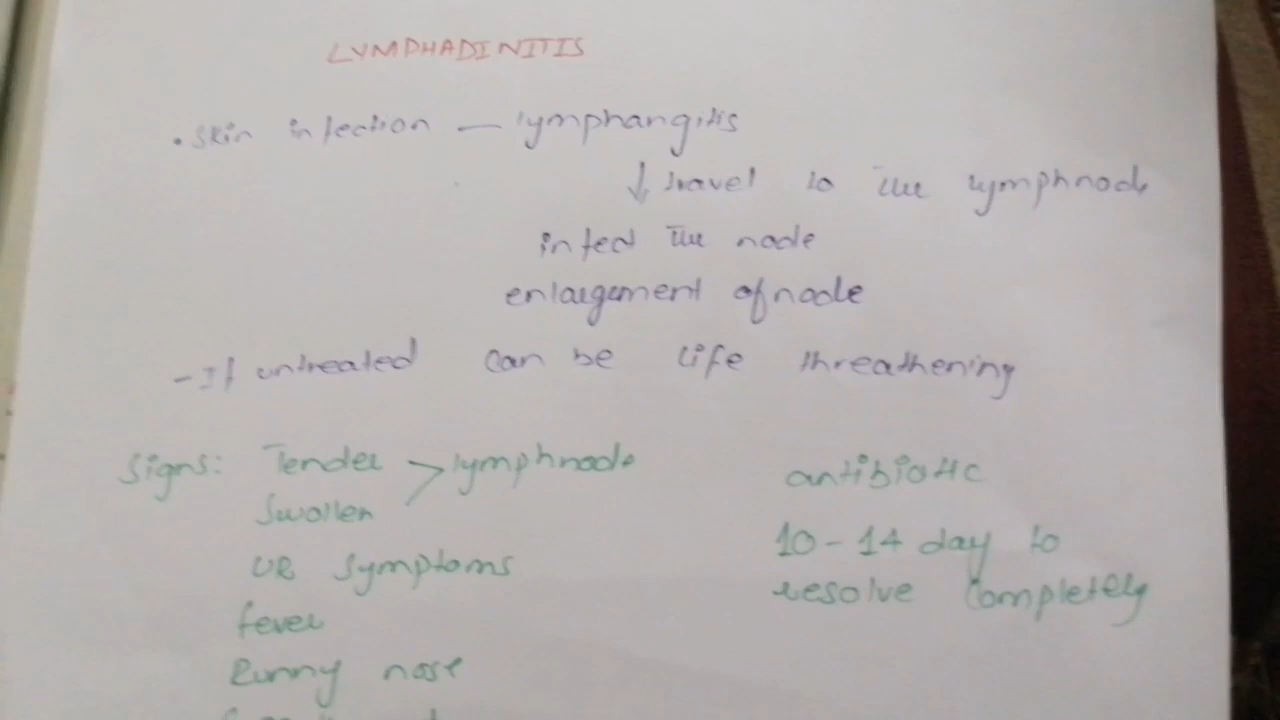 LYMPHADINITIS
• Skin infection — lymphangitis
↓ travel to the lymphnode
infect the node
enlargement of node
- If untreated can be life threathening
Signs: Tender > lymphnode
Swollen
UR symptoms
fever
Runny nose
antibiotic
10-14 day to
resolve completely